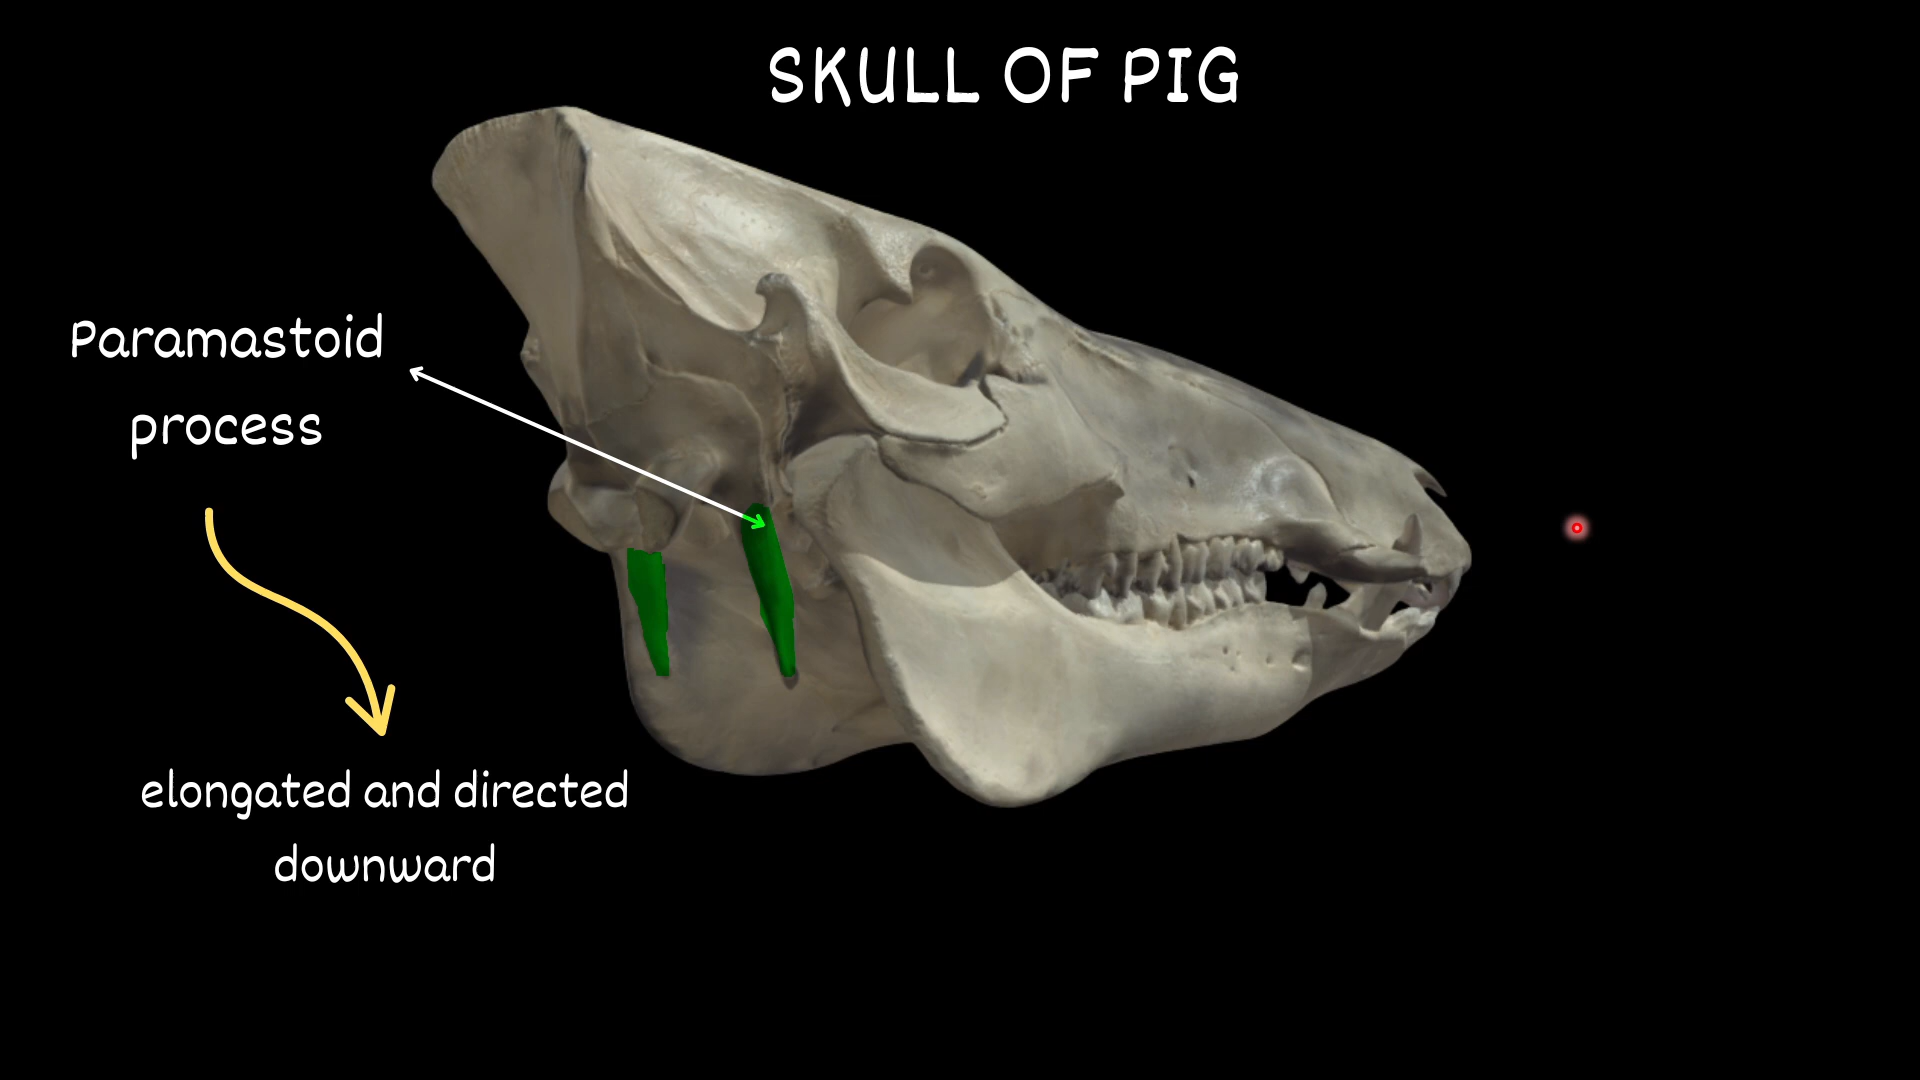 SKULL OF PIG
Paramastoid
process
elongated and directed
downward